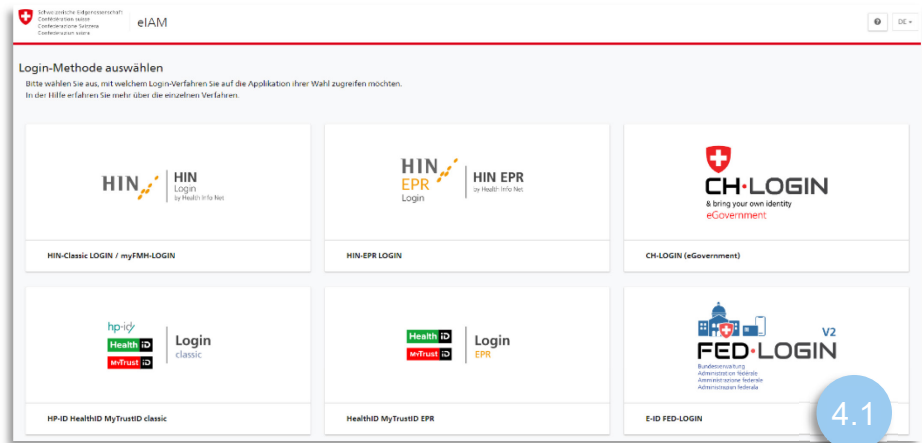 Schweizerische Eidgenossenschaft
Confédération suisse
Confederazione Svizzera
Confederaziun svizra
eIAM
DE
Login-Methode auswählen
Bitte wählen Sie aus, mit welchem Login-Verfahren Sie auf die Applikation ihrer Wahl zugreifen möchten.
In der Hilfe erfahren Sie mehr über die einzelnen Verfahren.
HIN
HIN
Login
by Health Info Net
HIN-Classic LOGIN / myFMH-LOGIN
HIN
EPR
Login
HIN EPR
by Health Info Net
HIN-EPR LOGIN
CH·LOGIN
& bring your own identity
eGovernment
CH-LOGIN (eGovernment)
hp-id
Health iD
MyTrust iD
Login
classic
HP-ID HealthID MyTrustID classic
Health iD
MyTrust iD
Login
EPR
HealthID MyTrustID EPR
V2
FED·LOGIN
Bundesverwaltung
Administration fédérale
Amministrazione federale
Administraziun federala
E-ID FED-LOGIN
4.1